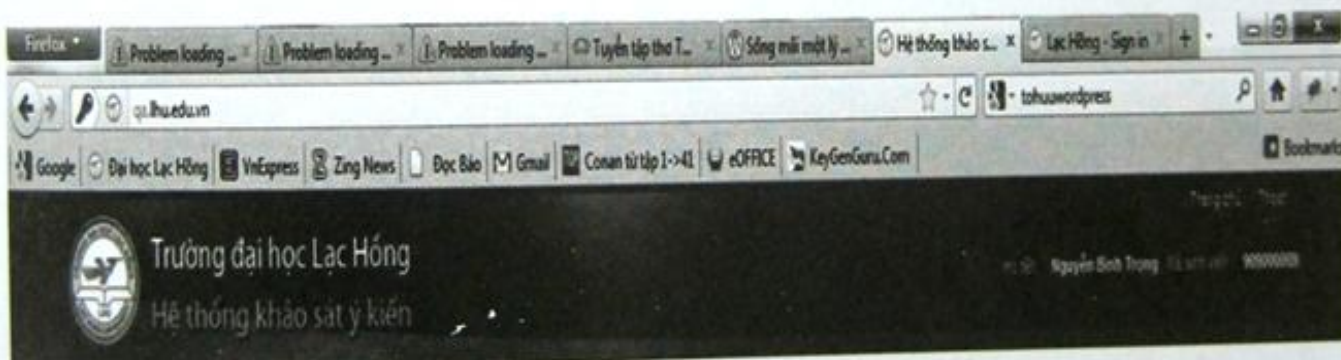 Firefox
Problem loading ... Problem loading ... Problem loading ... Tuyển tập thơ T... Sống mãi một lý ... Hệ thống khảo s... x Lạc Hồng - Sign in +
qa.lhu.edu.vn tohuuwordpress
Google Đại học Lạc Hồng VnExpress Zing News Đọc Báo Gmail Conan từ tập 1->41 eOFFICE KeyGenGuru.Com Bookmarks
Trường đại học Lạc Hồng
Nguyễn Bình Trọng
Hệ thống khảo sát ý kiến